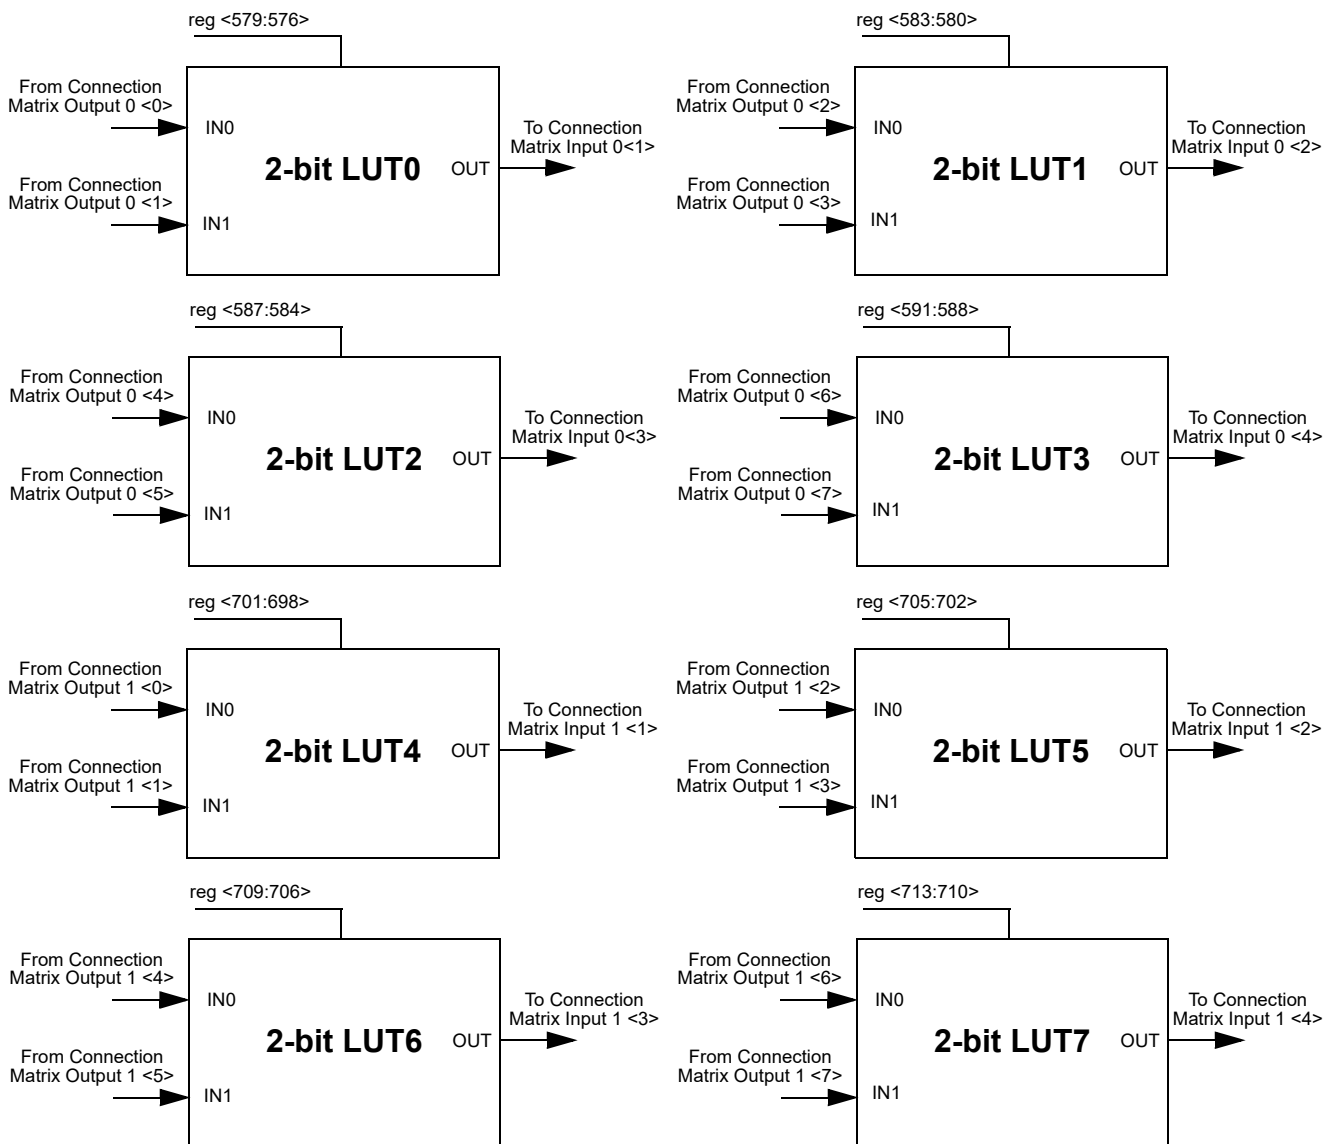 reg <579:576>
From Connection
Matrix Output 0 <0>
IN0
From Connection
Matrix Output 0 <1>
IN1
2-bit LUT0
OUT
To Connection
Matrix Input 0<1>
reg <583:580>
From Connection
Matrix Output 0 <2>
IN0
From Connection
Matrix Output 0 <3>
IN1
2-bit LUT1
OUT
To Connection
Matrix Input 0 <2>
reg <587:584>
From Connection
Matrix Output 0 <4>
IN0
From Connection
Matrix Output 0 <5>
IN1
2-bit LUT2
OUT
To Connection
Matrix Input 0<3>
reg <591:588>
From Connection
Matrix Output 0 <6>
IN0
From Connection
Matrix Output 0 <7>
IN1
2-bit LUT3
OUT
To Connection
Matrix Input 0 <4>
reg <701:698>
From Connection
Matrix Output 1 <0>
IN0
From Connection
Matrix Output 1 <1>
IN1
2-bit LUT4
OUT
To Connection
Matrix Input 1 <1>
reg <705:702>
From Connection
Matrix Output 1 <2>
IN0
From Connection
Matrix Output 1 <3>
IN1
2-bit LUT5
OUT
To Connection
Matrix Input 1 <2>
reg <709:706>
From Connection
Matrix Output 1 <4>
IN0
From Connection
Matrix Output 1 <5>
IN1
2-bit LUT6
OUT
To Connection
Matrix Input 1 <3>
reg <713:710>
From Connection
Matrix Output 1 <6>
IN0
From Connection
Matrix Output 1 <7>
IN1
2-bit LUT7
OUT
To Connection
Matrix Input 1 <4>